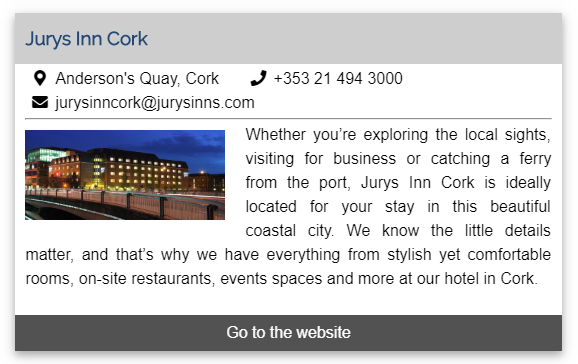 Jurys Inn Cork
Anderson's Quay, Cork +353 21 494 3000
jurysinncork@jurysinns.com
Whether you’re exploring the local sights,
visiting for business or catching a ferry
from the port, Jurys Inn Cork is ideally
located for your stay in this beautiful
coastal city. We know the little details
matter, and that’s why we have everything from stylish yet comfortable
rooms, on-site restaurants, events spaces and more at our hotel in Cork.
Go to the website